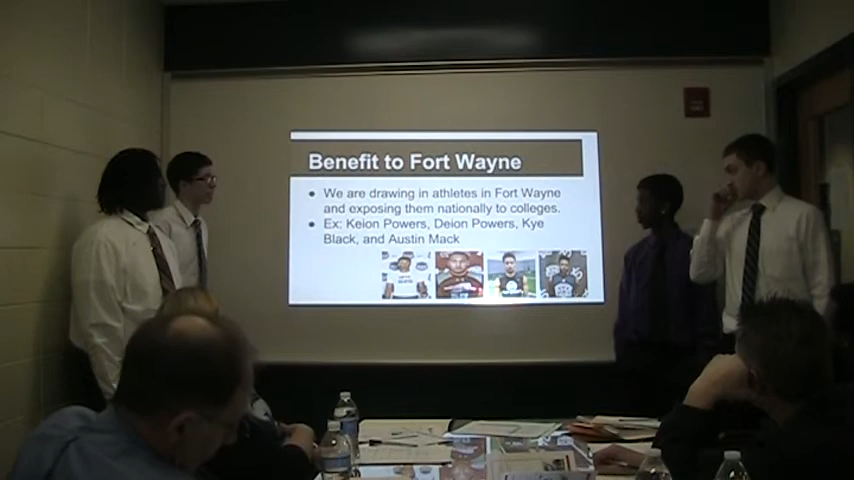 Benefit to Fort Wayne
• We are drawing in athletes in Fort Wayne
and exposing them nationally to colleges.
• Ex: Keion Powers, Deion Powers, Kye
Black, and Austin Mack